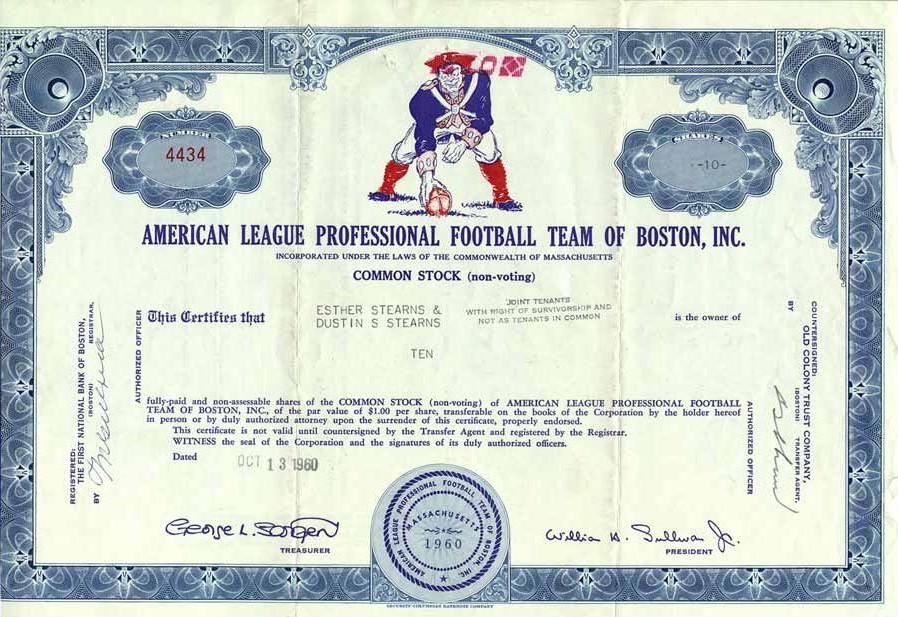 NUMBER
4434
SHARES
-10-
AMERICAN LEAGUE PROFESSIONAL FOOTBALL TEAM OF BOSTON, INC.
INCORPORATED UNDER THE LAWS OF THE COMMONWEALTH OF MASSACHUSETTS
COMMON STOCK (non-voting)
This Certifies that
ESTHER STEARNS &
DUSTIN S STEARNS
JOINT TENANTS
WITH RIGHT OF SURVIVORSHIP AND
NOT AS TENANTS IN COMMON
is the owner of
TEN
fully-paid and non-assessable shares of the COMMON STOCK (non-voting) of AMERICAN LEAGUE PROFESSIONAL FOOTBALL
TEAM OF BOSTON, INC., of the par value of $1.00 per share, transferable on the books of the Corporation by the holder hereof
in person or by duly authorized attorney upon the surrender of this certificate, properly endorsed.
This certificate is not valid until countersigned by the Transfer Agent and registered by the Registrar.
WITNESS the seal of the Corporation and the signatures of its duly authorized officers.
Dated
OCT 13 1960
REGISTERED:
THE FIRST NATIONAL BANK OF BOSTON,
(BOSTON) REGISTRAR,
BY
AUTHORIZED OFFICER
COUNTERSIGNED:
OLD COLONY TRUST COMPANY,
(BOSTON) TRANSFER AGENT,
BY
AUTHORIZED OFFICER
George L. Sargent
TREASURER
AMERICAN LEAGUE PROFESSIONAL FOOTBALL TEAM OF BOSTON, INC.
MASSACHUSETTS
1960
William H. Sullivan Jr.
PRESIDENT
SECURITY-COLUMBIAN BANKNOTE COMPANY